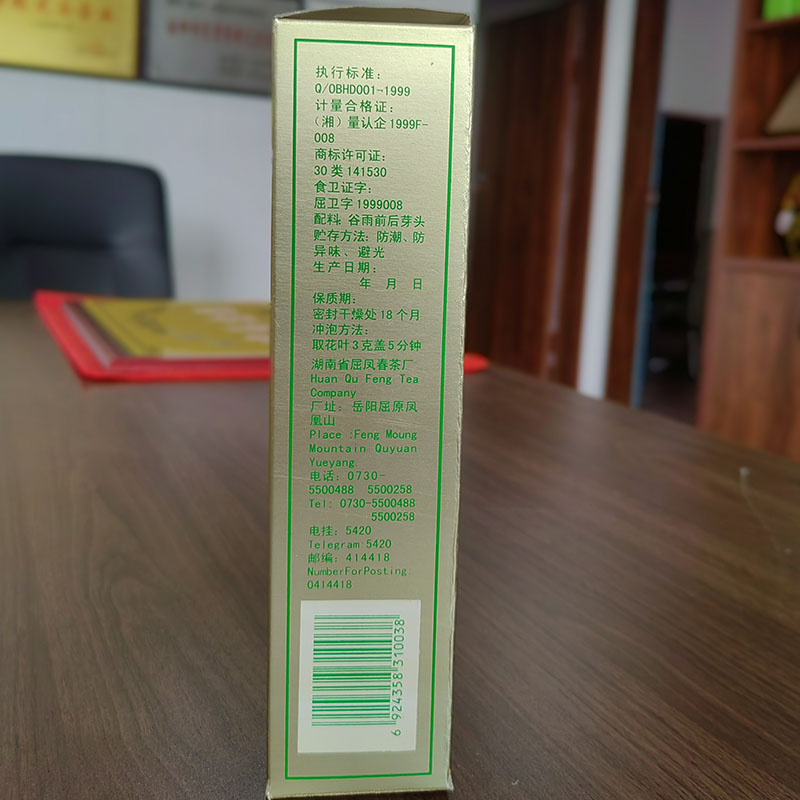 执行标准：
Q/OBHD001-1999
计量合格证：
（湘）量认企1999F-
008
商标许可证：
30类141530
食卫证字：
屈卫字1999008
配料：谷雨前后芽头
贮存方法：防潮、防
异味、避光
生产日期：
年 月 日
保质期：
密封干燥处18个月
冲泡方法：
取花叶3克盖5分钟
湖南省屈凤春茶厂
Huan Qu Feng Tea
Company
厂址：岳阳屈原凤
凰山
Place :Feng Moung
Mountain Quyuan
Yueyang.
电话：0730-
5500488 5500258
Tel: 0730-5500488
5500258
电挂：5420
Telegram:5420
邮编：414418
NumberForPosting:
0414418
6 924358 310038